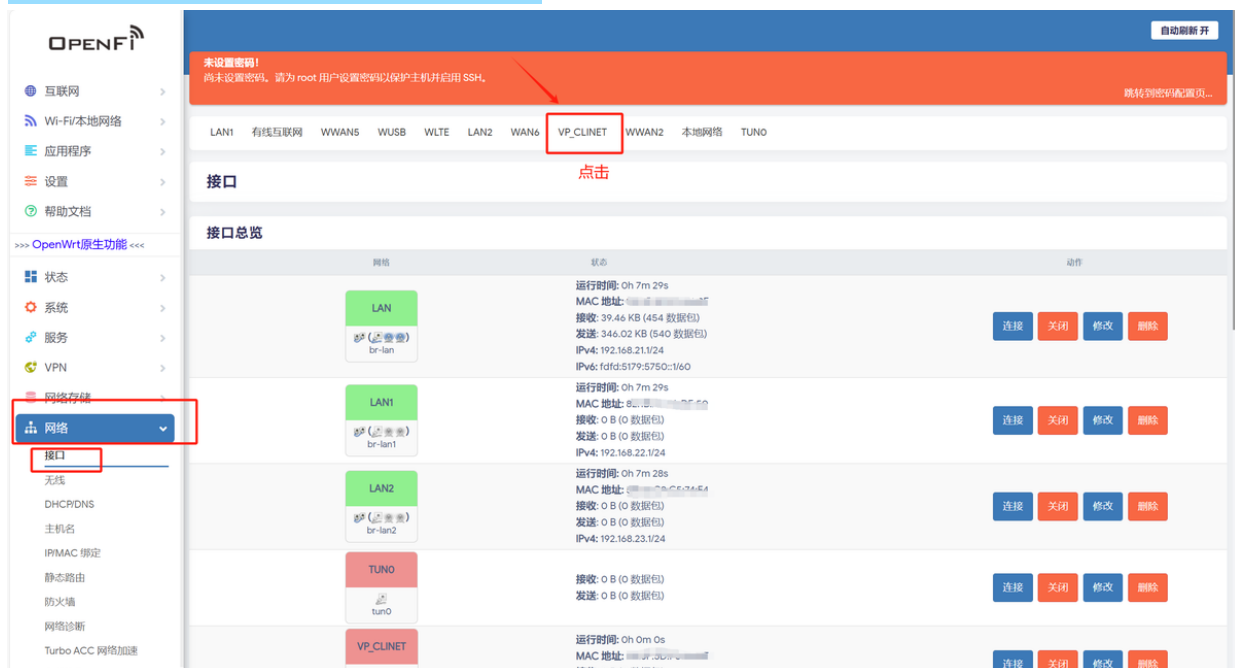 OPENFi
自动刷新 开
未设置密码!
尚未设置密码。请为 root 用户设置密码以保护主机并启用 SSH。
跳转到密码配置页...
互联网
Wi-Fi/本地网络
应用程序
设置
帮助文档
>>> OpenWrt原生功能 <<<
状态
系统
服务
VPN
网络存储
网络
接口
无线
DHCP/DNS
主机名
IP/MAC 绑定
静态路由
防火墙
网络诊断
Turbo ACC 网络加速
LAN1 有线互联网 WWAN5 WUSB WLTE LAN2 WAN6 VP_CLINET WWAN2 本地网络 TUN0
点击
接口
接口总览
网络 状态 动作
LAN
br-lan
运行时间: 0h 7m 29s
MAC 地址:
接收: 39.46 KB (454 数据包)
发送: 346.02 KB (540 数据包)
IPv4: 192.168.21.1/24
IPv6: fdfd:5179:5750::1/60
连接 关闭 修改 删除
LAN1
br-lan1
运行时间: 0h 7m 29s
MAC 地址:
接收: 0 B (0 数据包)
发送: 0 B (0 数据包)
IPv4: 192.168.22.1/24
连接 关闭 修改 删除
LAN2
br-lan2
运行时间: 0h 7m 28s
MAC 地址:
接收: 0 B (0 数据包)
发送: 0 B (0 数据包)
IPv4: 192.168.23.1/24
连接 关闭 修改 删除
TUN0
tun0
接收: 0 B (0 数据包)
发送: 0 B (0 数据包)
连接 关闭 修改 删除
VP_CLINET
运行时间: 0h 0m 0s
MAC 地址:
连接 关闭 修改 删除